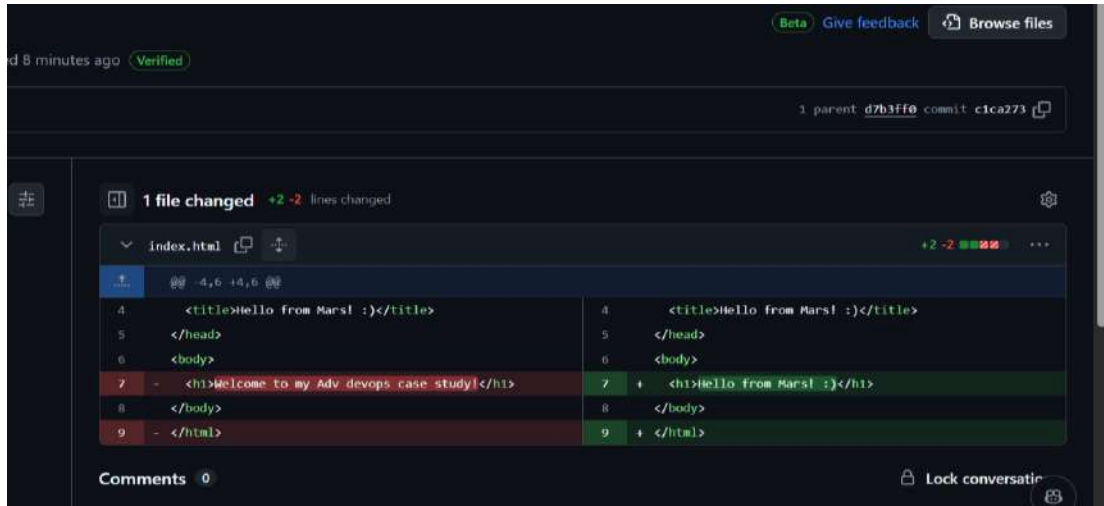 Beta Give feedback Browse files
d 8 minutes ago Verified
1 parent d7b3ff0 commit c1ca273
1 file changed +2 -2 lines changed
index.html +2 -2
@@ -4,6 +4,6 @@
4 <title>Hello from Mars! :)</title> 4 <title>Hello from Mars! :)</title>
5 </head> 5 </head>
6 <body> 6 <body>
7 - <h1>Welcome to my Adv devops case study!</h1> 7 + <h1>Hello from Mars! :)</h1>
8 </body> 8 </body>
9 - </html> 9 + </html>
Comments 0 Lock conversatio